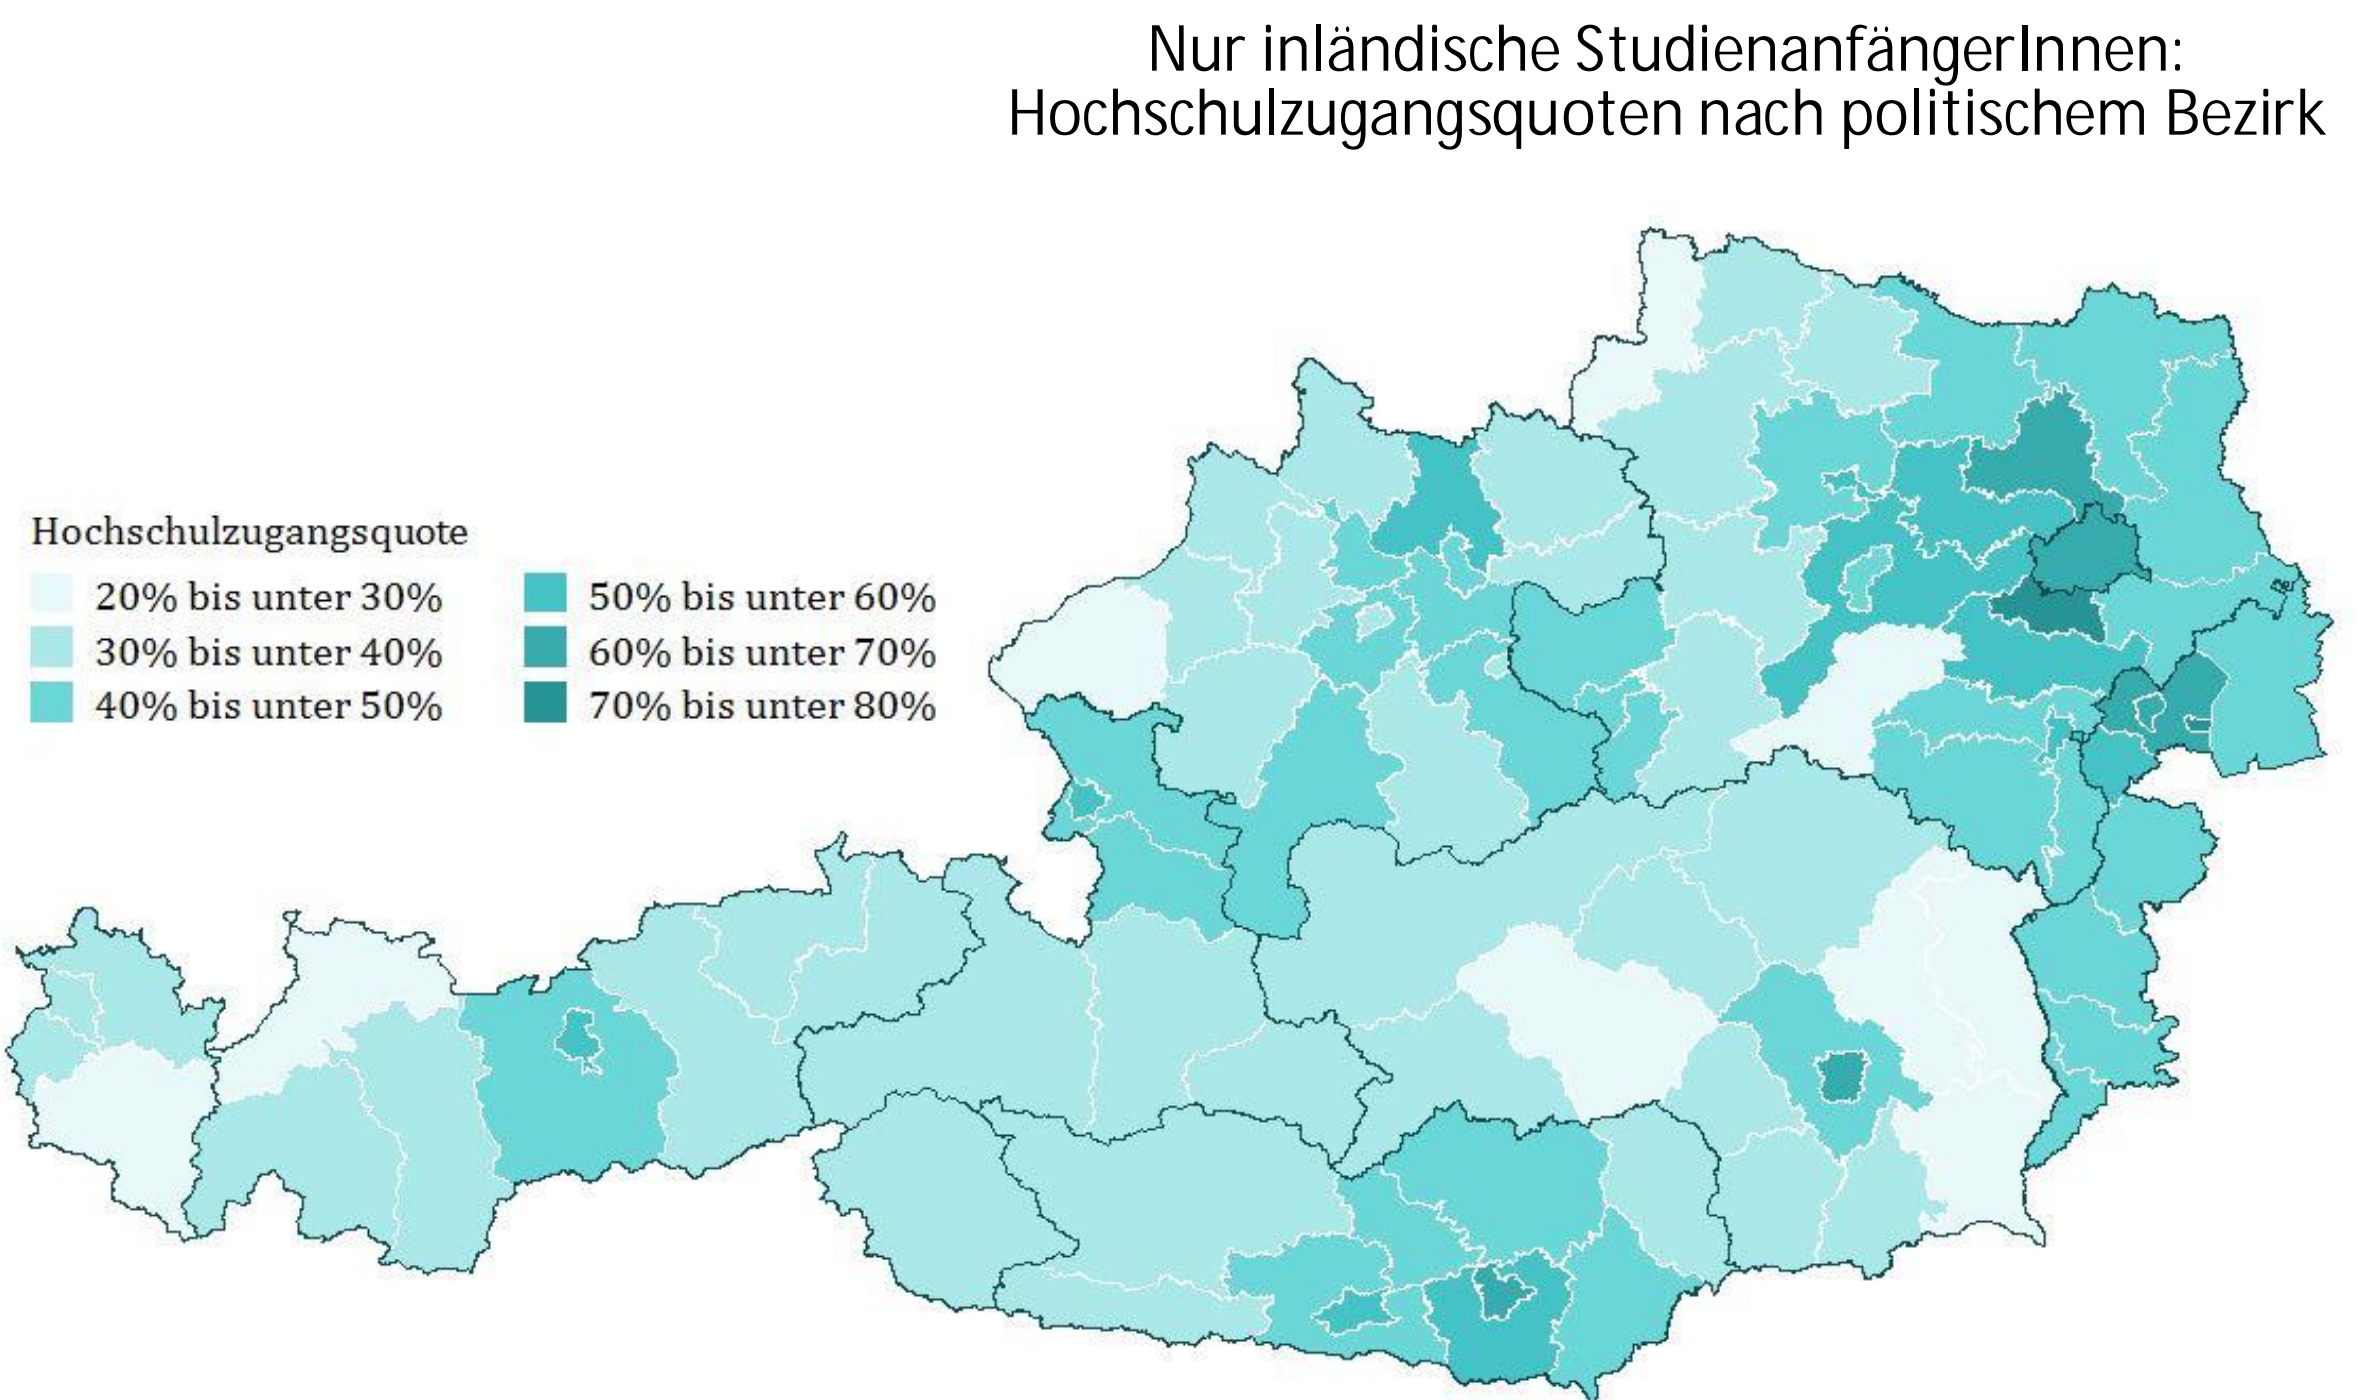 Nur inländische StudienanfängerInnen:
Hochschulzugangsquoten nach politischem Bezirk
Hochschulzugangsquote
20% bis unter 30%
30% bis unter 40%
40% bis unter 50%
50% bis unter 60%
60% bis unter 70%
70% bis unter 80%